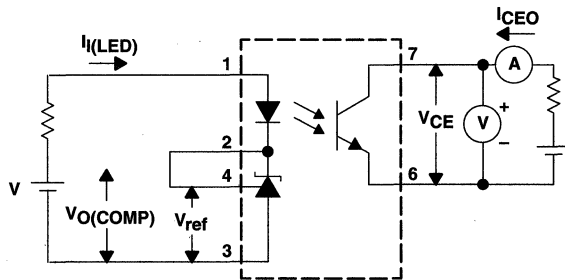 I_CEO
I_I(LED)
1
7
A
V_CE
V
+
−
2
4
V
V_O(COMP)
V_ref
6
3